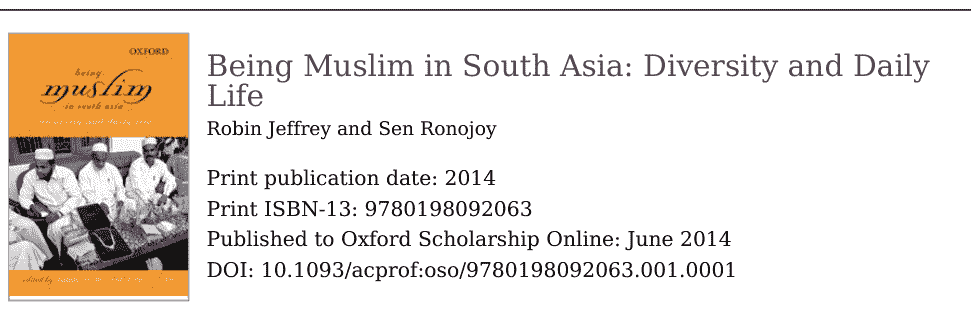 OXFORD
being
muslim
in south asia
Being Muslim in South Asia: Diversity and Daily
Life
Robin Jeffrey and Sen Ronojoy
Print publication date: 2014
Print ISBN-13: 9780198092063
Published to Oxford Scholarship Online: June 2014
DOI: 10.1093/acprof:oso/9780198092063.001.0001
edited by